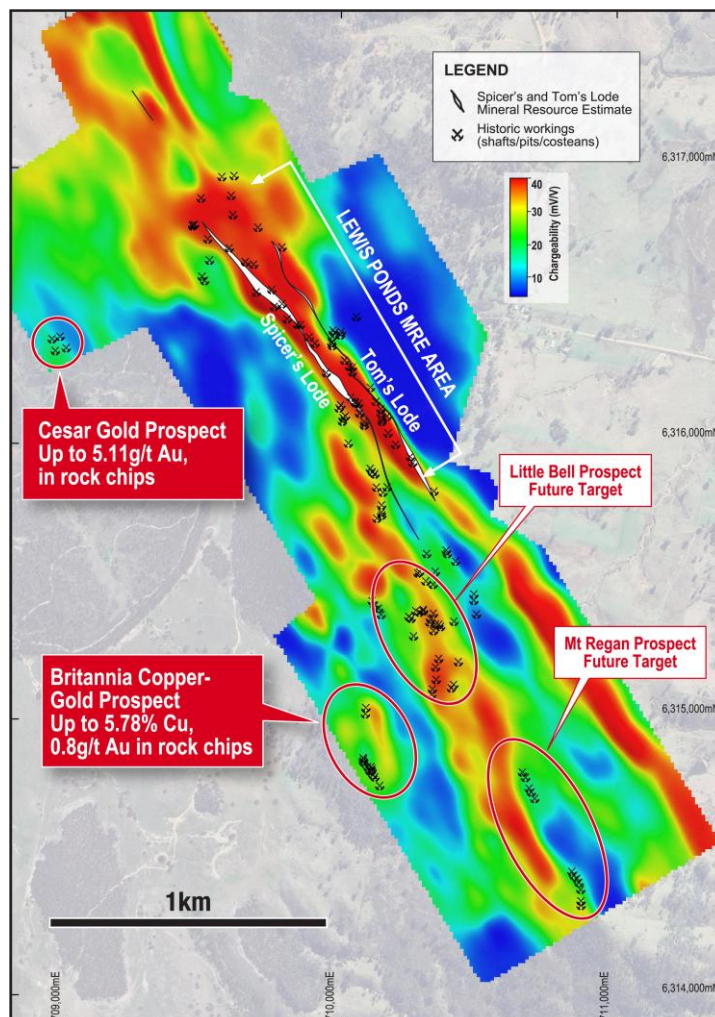 LEGEND
Spicer's and Tom's Lode
Mineral Resource Estimate
Historic workings
(shafts/pits/costeans)
6,317,000mN
40
30
20
10
Chargeability (mV/V)
LEWIS PONDS MRE AREA
Spicer's Lode
Tom's Lode
6,316,000mN
Cesar Gold Prospect
Up to 5.11g/t Au,
in rock chips
Little Bell Prospect
Future Target
Mt Regan Prospect
Future Target
Britannia Copper-
Gold Prospect
Up to 5.78% Cu,
0.8g/t Au in rock chips
6,315,000mN
1km
6,314,000mN
709,000mE
710,000mE
711,000mE